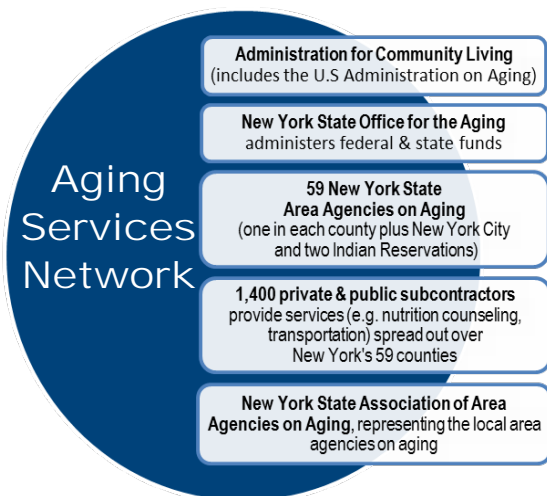 Aging
Services
Network
Administration for Community Living
(includes the U.S Administration on Aging)
New York State Office for the Aging
administers federal & state funds
59 New York State
Area Agencies on Aging
(one in each county plus New York City
and two Indian Reservations)
1,400 private & public subcontractors
provide services (e.g. nutrition counseling,
transportation) spread out over
New York's 59 counties
New York State Association of Area
Agencies on Aging, representing the local area
agencies on aging